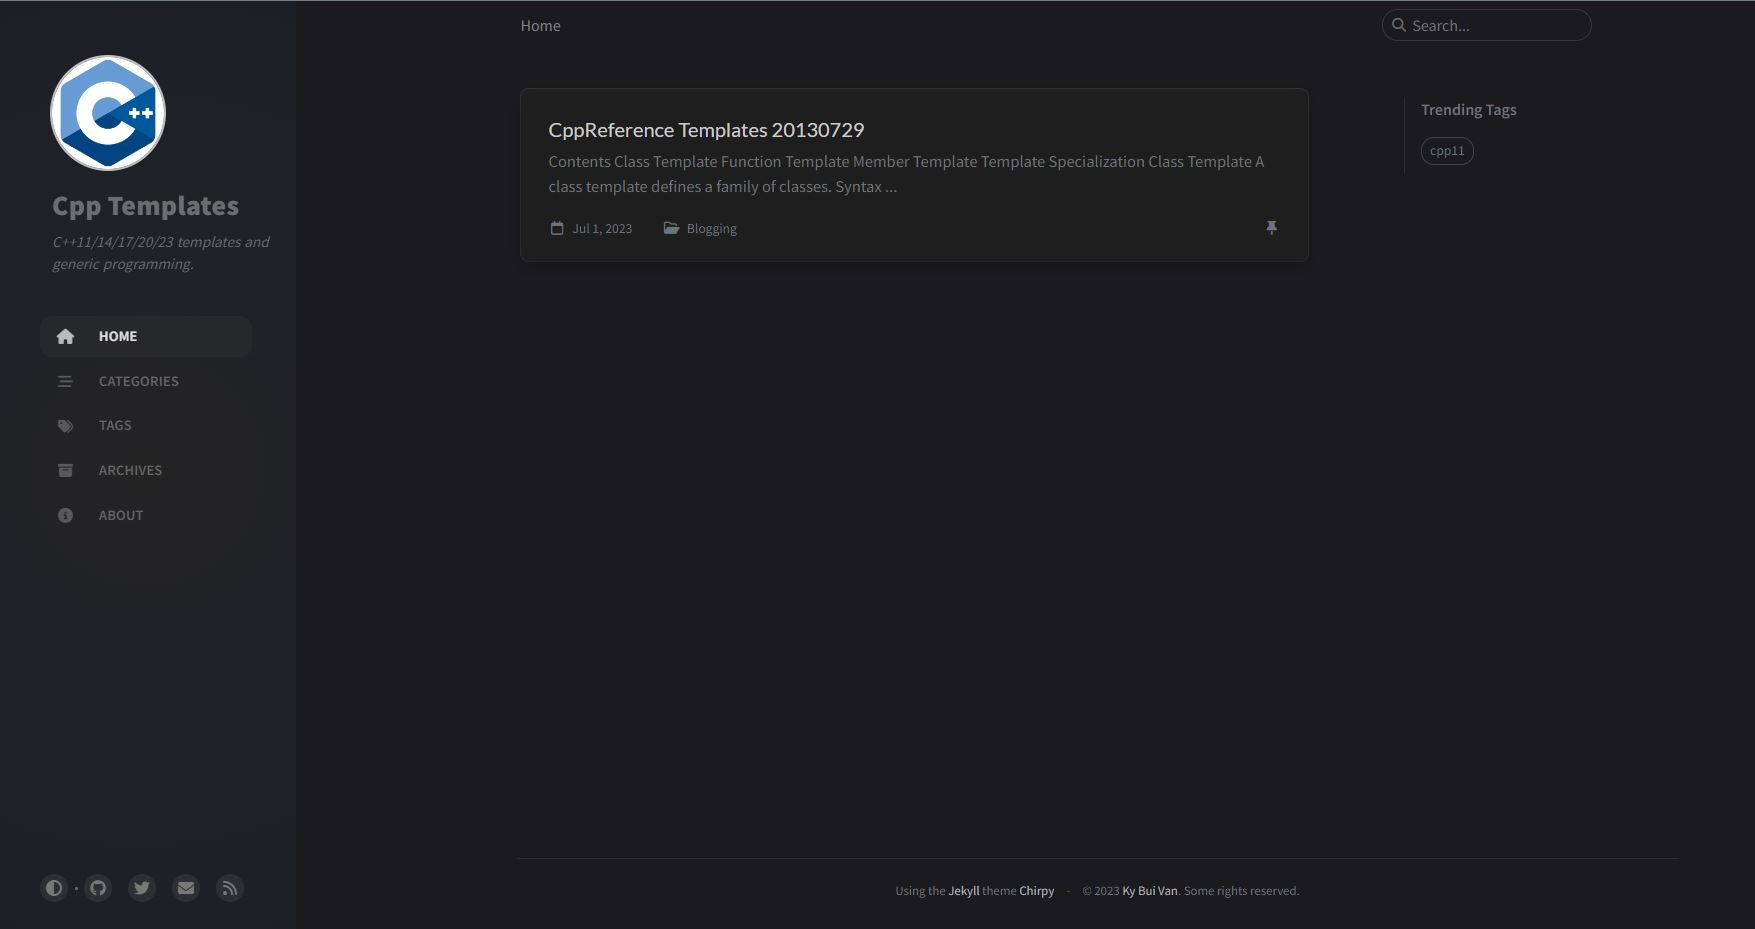 Home
Search...
C++
Cpp Templates
C++11/14/17/20/23 templates and
generic programming.
HOME
CATEGORIES
TAGS
ARCHIVES
ABOUT
CppReference Templates 20130729
Contents Class Template Function Template Member Template Template Specialization Class Template A
class template defines a family of classes. Syntax ...
Jul 1, 2023 Blogging
Trending Tags
cpp11
Using the Jekyll theme Chirpy - © 2023 Ky Bui Van. Some rights reserved.